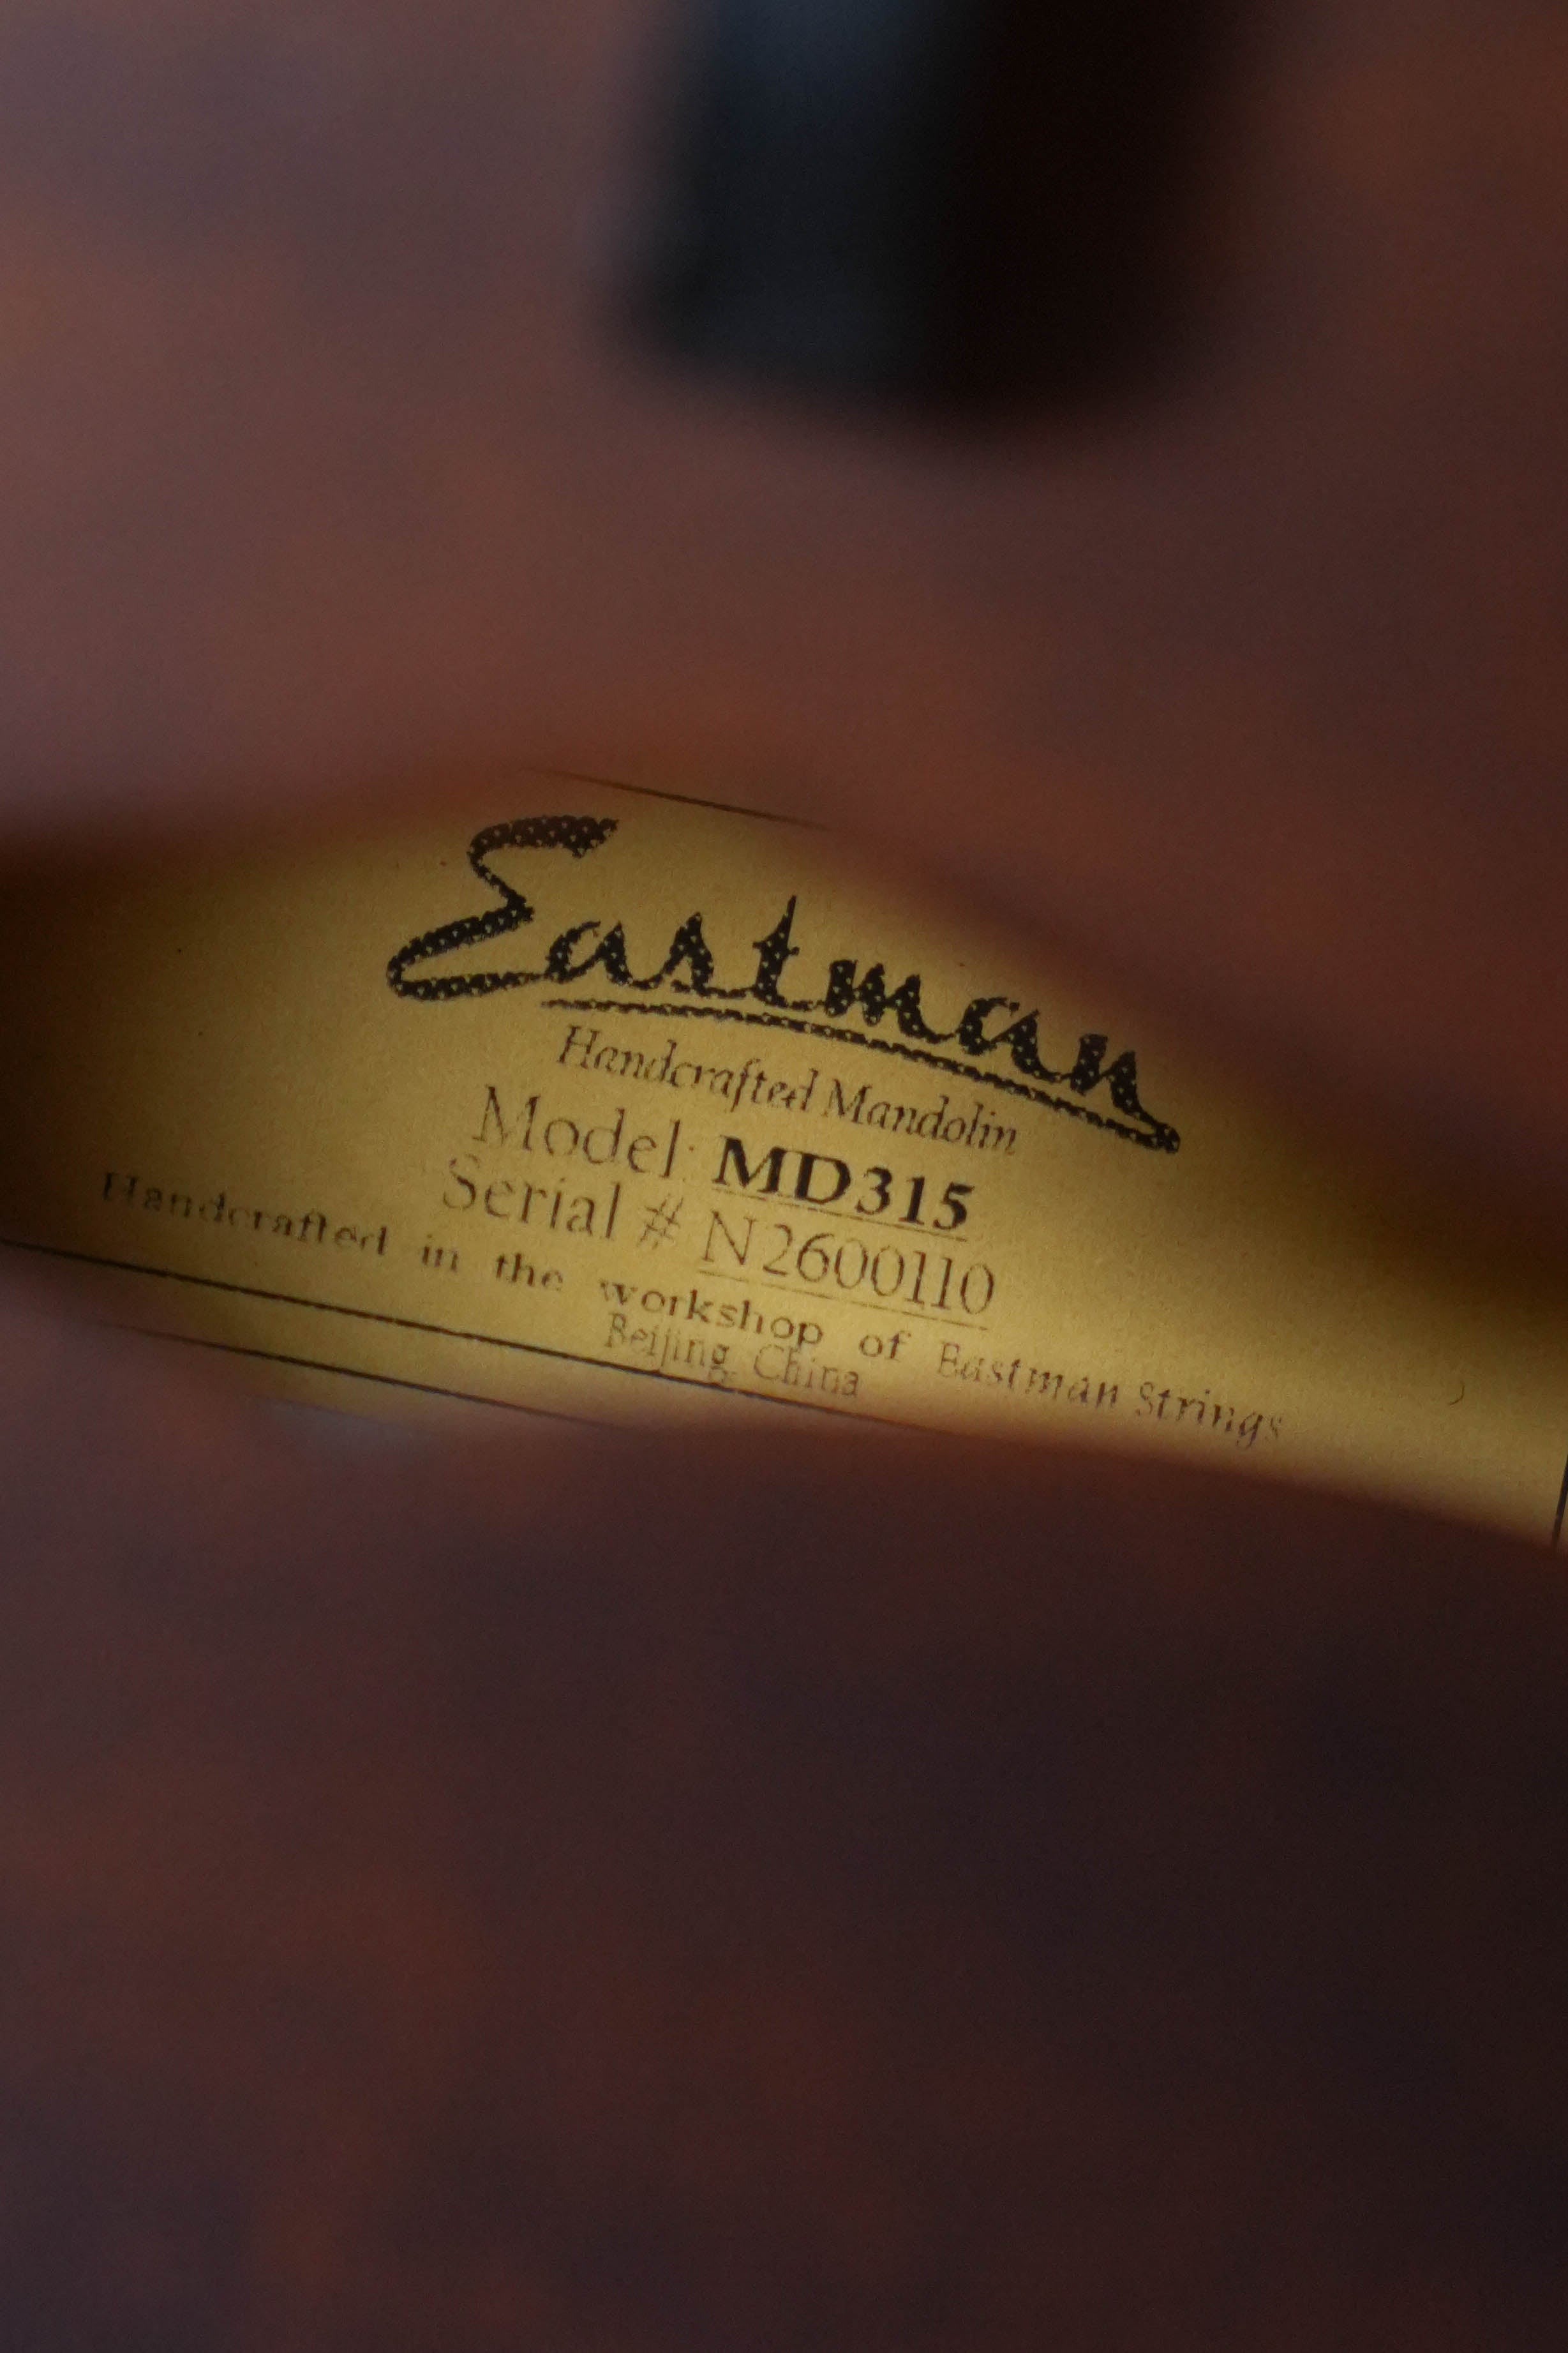 Eastman
Handcrafted Mandolin
Model: MD315
Serial # N2600110
Handcrafted in the workshop of Eastman Strings
Beijing, China